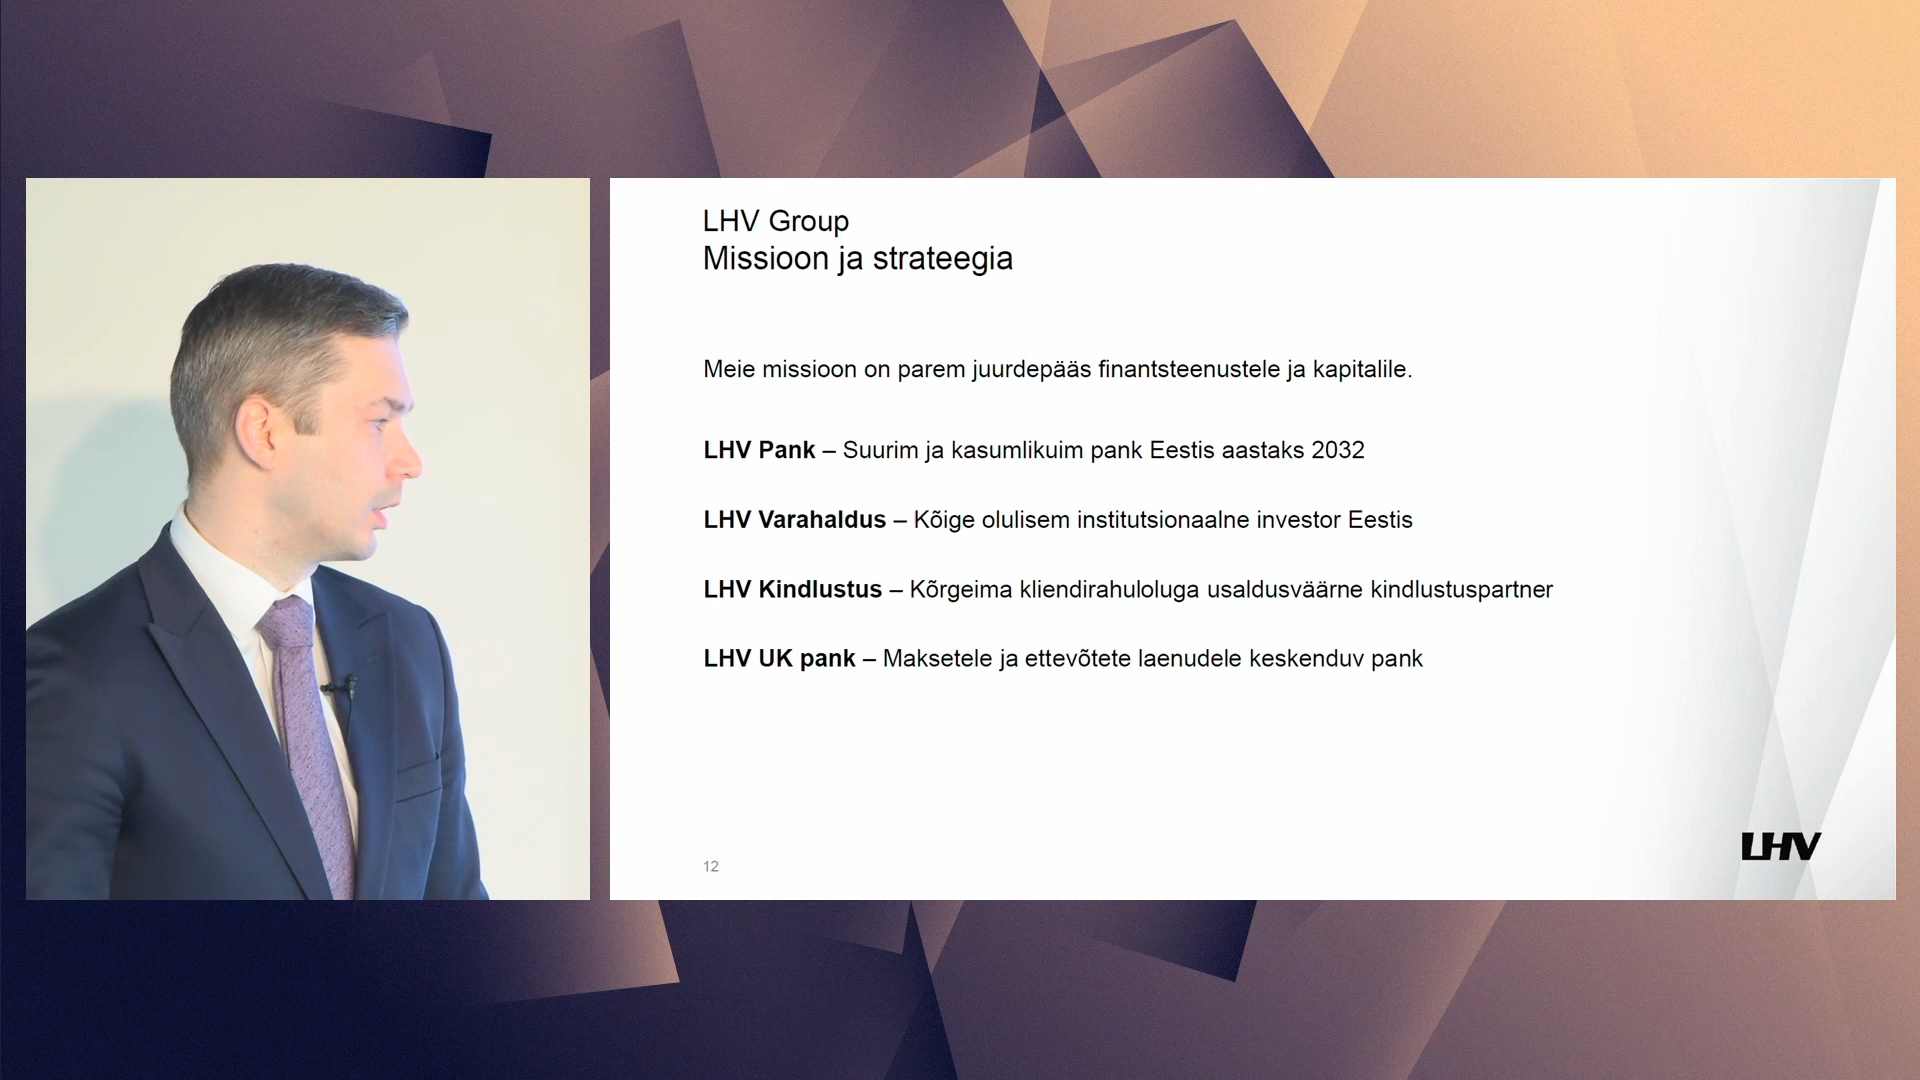 LHV Group
Missioon ja strateegia
Meie missioon on parem juurdepääs finantsteenustele ja kapitalile.
LHV Pank – Suurim ja kasumlikuim pank Eestis aastaks 2032
LHV Varahaldus – Kõige olulisem institutsionaalne investor Eestis
LHV Kindlustus – Kõrgeima kliendirahuloluga usaldusväärne kindlustuspartner
LHV UK pank – Maksetele ja ettevõtete laenudele keskenduv pank
12
LHV